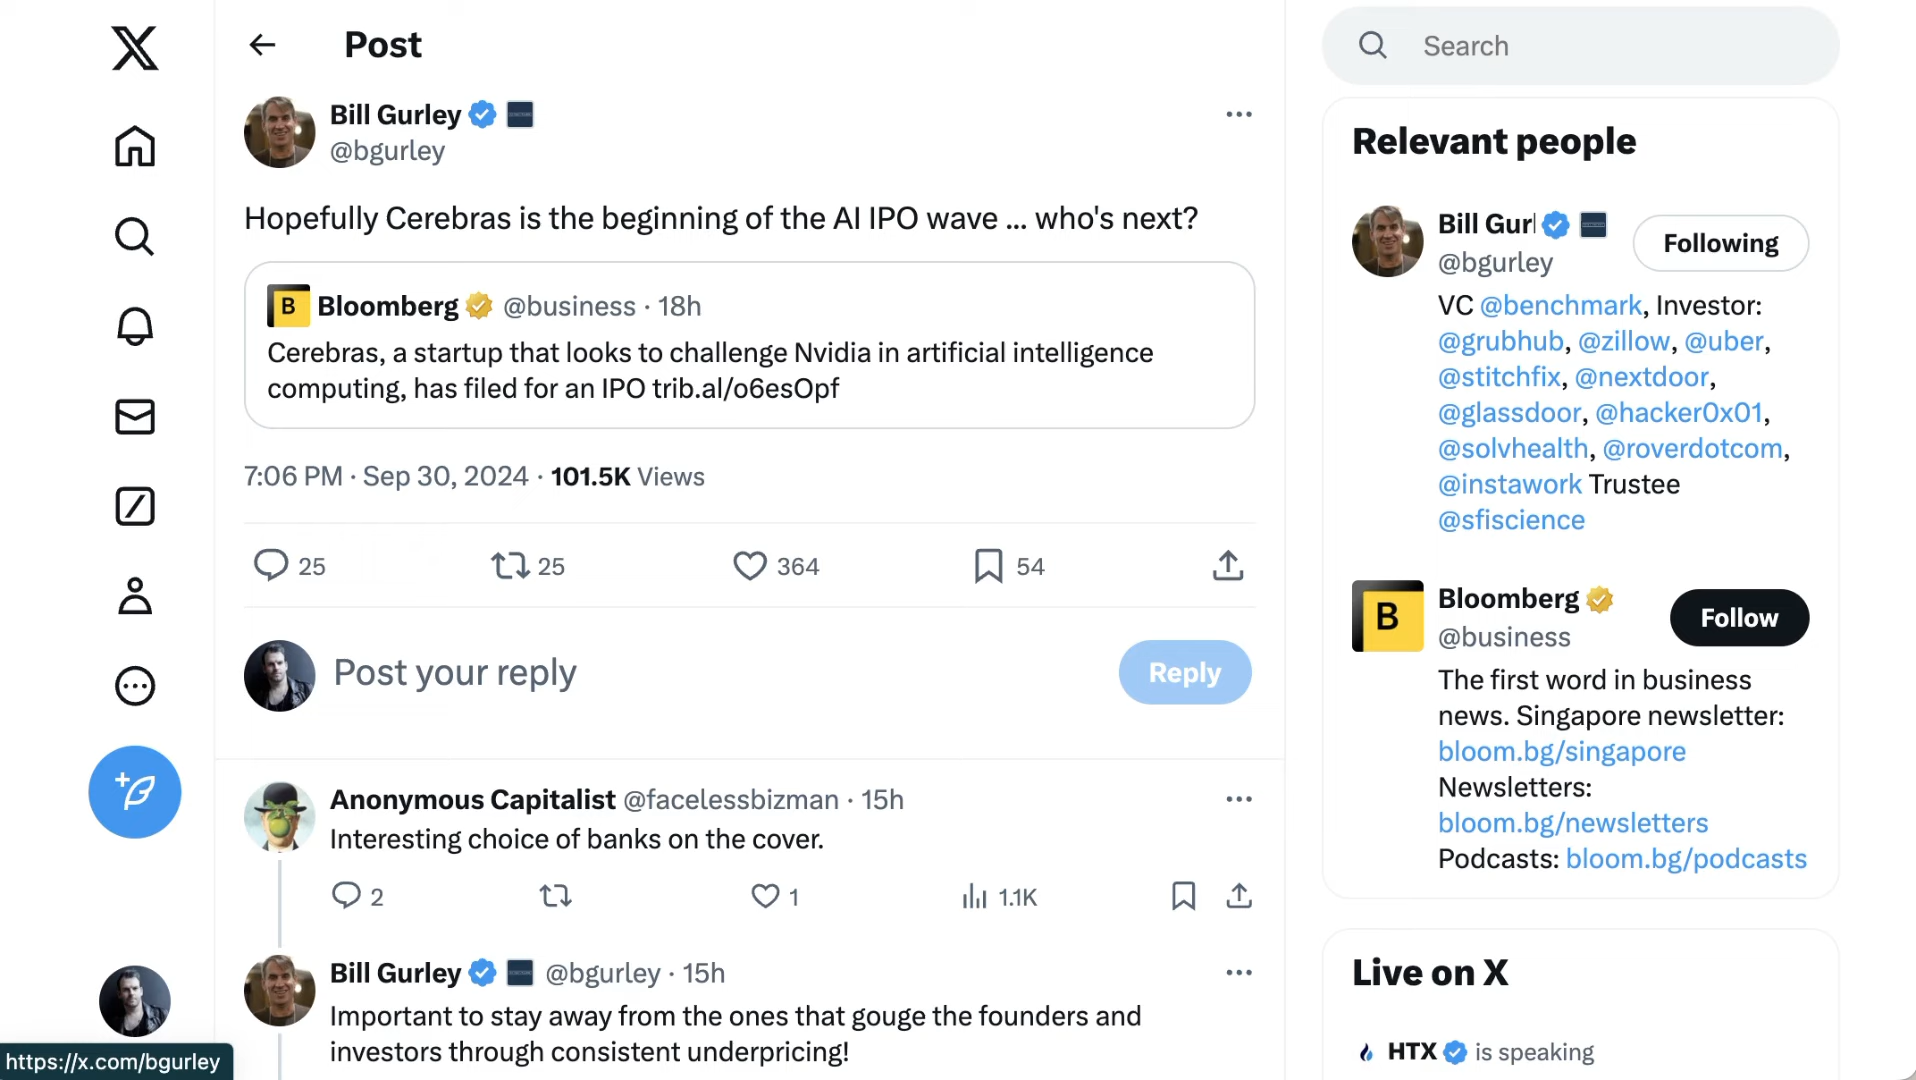 Post
Bill Gurley
@bgurley
Hopefully Cerebras is the beginning of the AI IPO wave ... who's next?
B Bloomberg @business · 18h
Cerebras, a startup that looks to challenge Nvidia in artificial intelligence
computing, has filed for an IPO trib.al/o6esOpf
7:06 PM · Sep 30, 2024 · 101.5K Views
25 25 364 54
Post your reply
Reply
Anonymous Capitalist @facelessbizman · 15h
Interesting choice of banks on the cover.
2 1 1.1K
Bill Gurley @bgurley · 15h
Important to stay away from the ones that gouge the founders and
investors through consistent underpricing!
https://x.com/bgurley
Search
Relevant people
Bill Gurl
@bgurley
Following
VC @benchmark, Investor:
@grubhub, @zillow, @uber,
@stitchfix, @nextdoor,
@glassdoor, @hacker0x01,
@solvhealth, @roverdotcom,
@instawork Trustee
@sfiscience
B Bloomberg
@business
Follow
The first word in business
news. Singapore newsletter:
bloom.bg/singapore
Newsletters:
bloom.bg/newsletters
Podcasts: bloom.bg/podcasts
Live on X
HTX is speaking